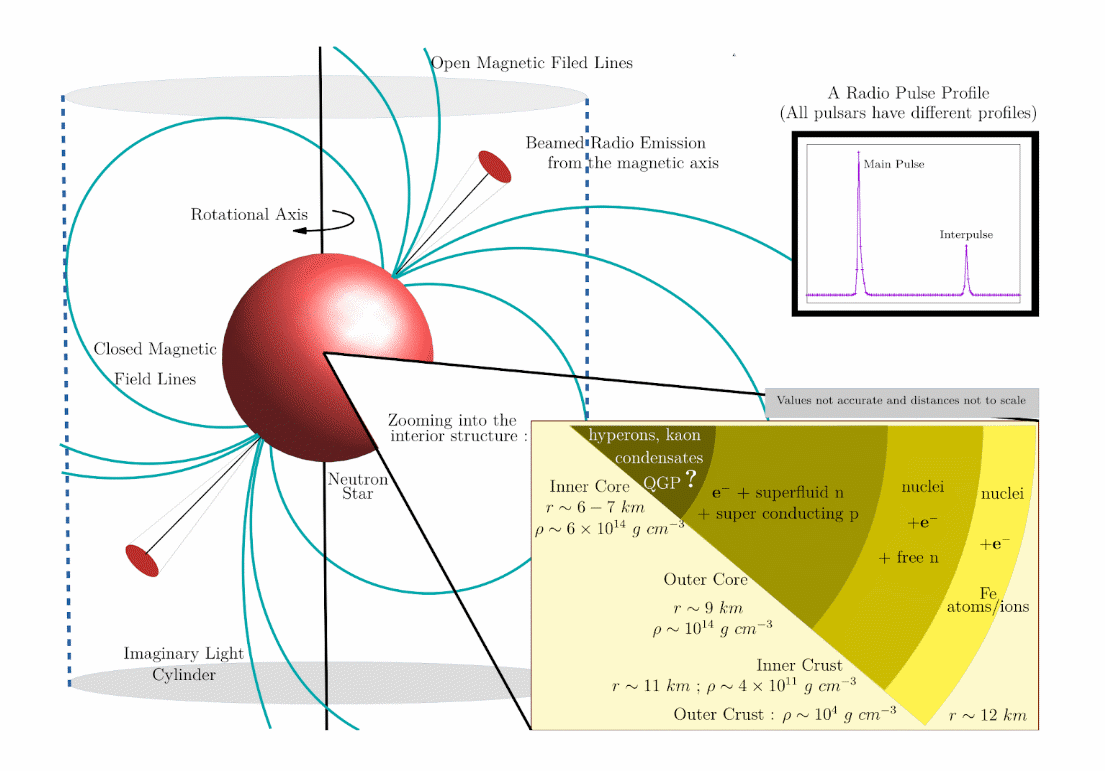 Open Magnetic Filed Lines
A Radio Pulse Profile
(All pulsars have different profiles)
Beamed Radio Emission
from the magnetic axis
Main Pulse
Interpulse
Rotational Axis
Closed Magnetic
Field Lines
Values not accurate and distances not to scale
Zooming into the
interior structure :
Neutron
Star
hyperons, kaon
condensates
QGP ?
Inner Core
r ∼ 6 − 7 km
ρ ∼ 6 × 10¹⁴ g cm⁻³
e⁻ + superfluid n
+ super conducting p
nuclei
+e⁻
+ free n
nuclei
+e⁻
Fe
atoms/ions
Outer Core
r ∼ 9 km
ρ ∼ 10¹⁴ g cm⁻³
Inner Crust
r ∼ 11 km ; ρ ∼ 4 × 10¹¹ g cm⁻³
Outer Crust : ρ ∼ 10⁴ g cm⁻³
r ∼ 12 km
Imaginary Light
Cylinder